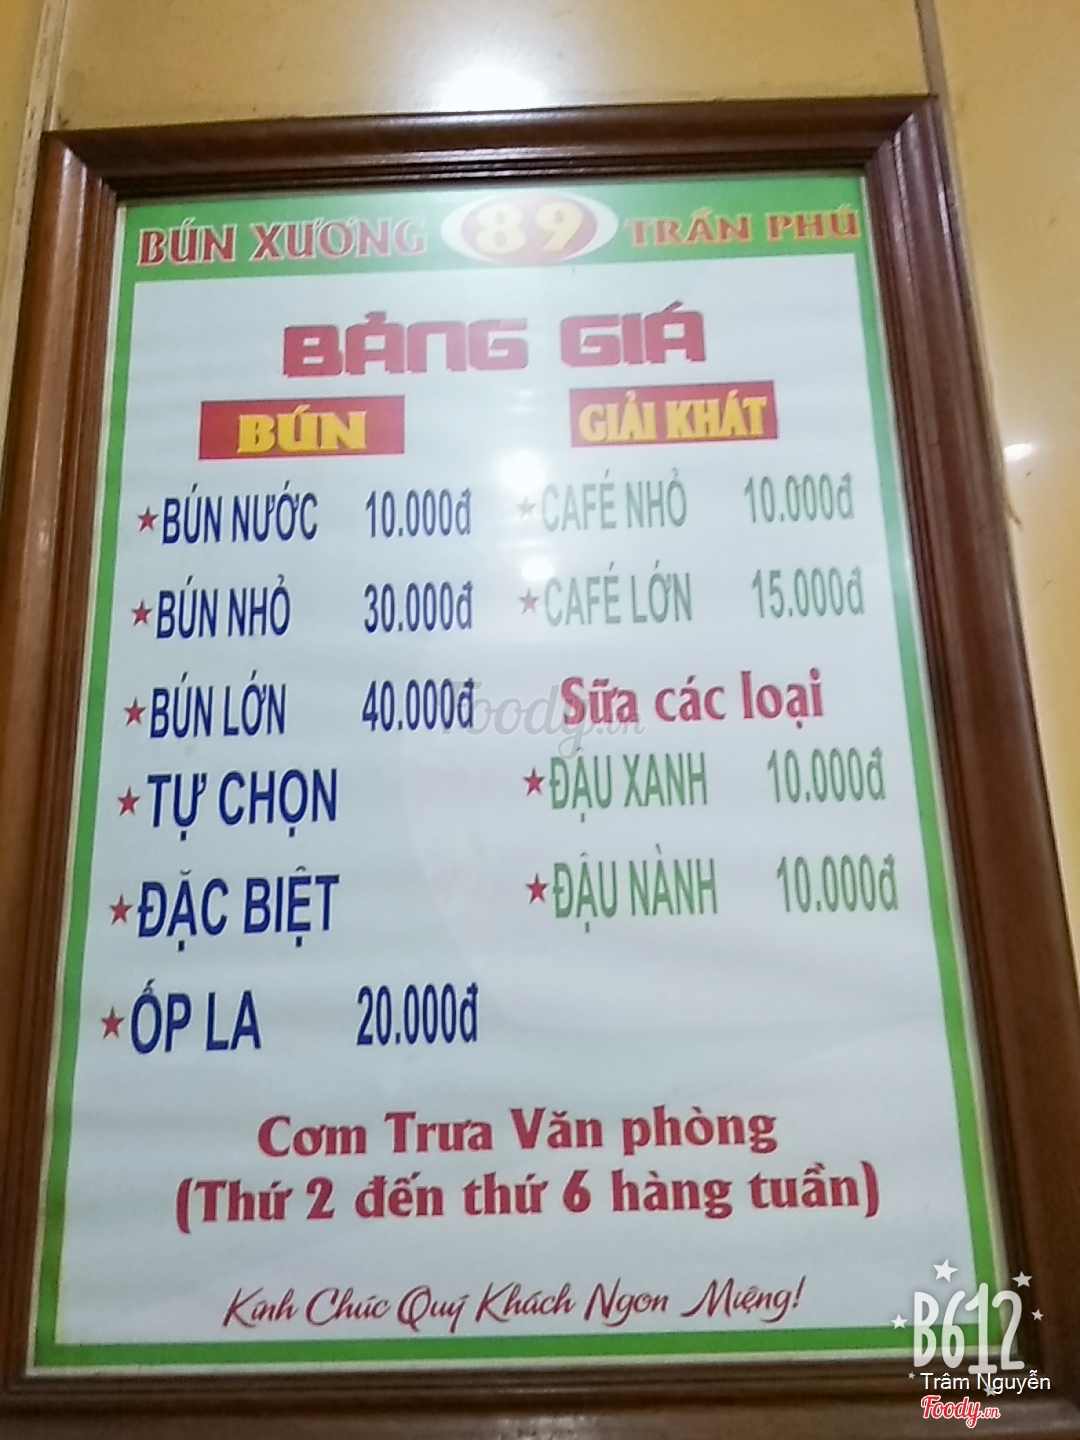 BÚN XƯƠNG 89 TRẦN PHÚ
BẢNG GIÁ
BÚN
★BÚN NƯỚC 10.000đ
★BÚN NHỎ 30.000đ
★BÚN LỚN 40.000đ
★TỰ CHỌN
★ĐẶC BIỆT
★ỐP LA 20.000đ
GIẢI KHÁT
★CAFÉ NHỎ 10.000đ
★CAFÉ LỚN 15.000đ
Sữa các loại
★ĐẬU XANH 10.000đ
★ĐẬU NÀNH 10.000đ
Cơm Trưa Văn phòng
(Thứ 2 đến thứ 6 hàng tuần)
Kính Chúc Quý Khách Ngon Miệng!
Foody.vn
B612
Trâm Nguyễn
Foody.vn